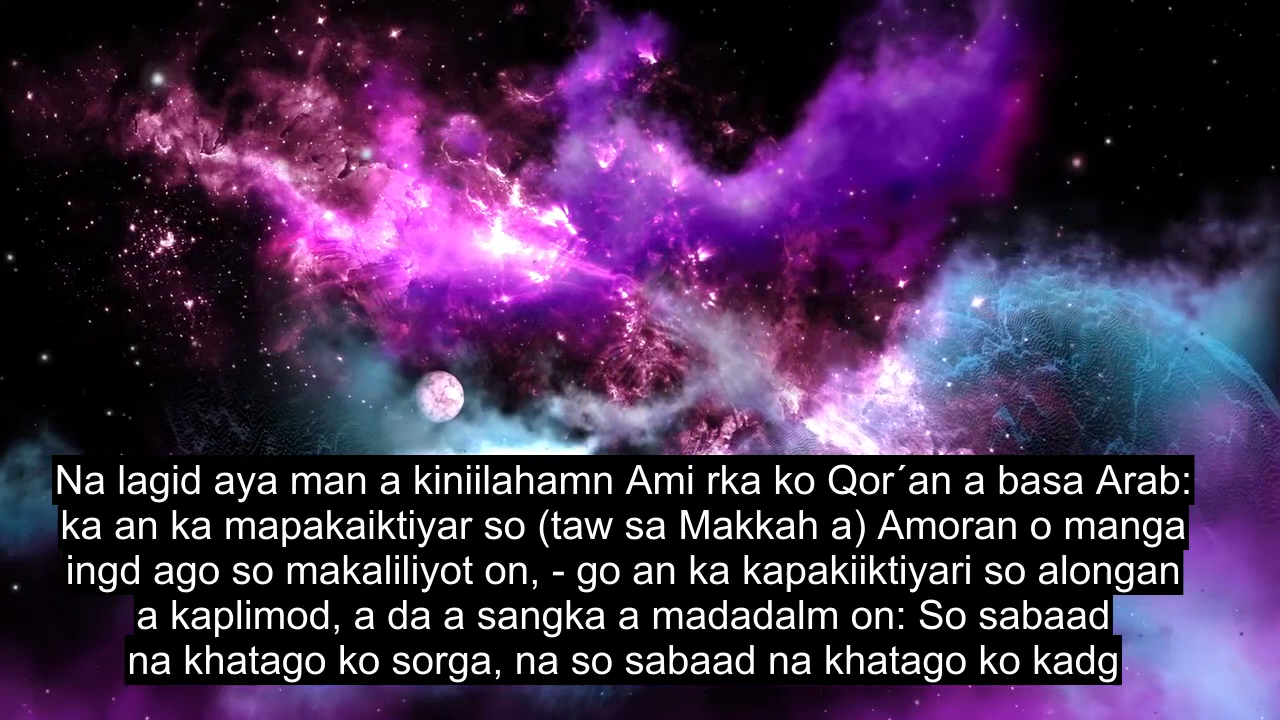 Na lagid aya man a kiniilahamn Ami rka ko Qor´an a basa Arab:
ka an ka mapakaiktiyar so (taw sa Makkah a) Amoran o manga
ingd ago so makaliliyot on, - go an ka kapakiiktiyari so alongan
a kaplimod, a da a sangka a madadalm on: So sabaad
na khatago ko sorga, na so sabaad na khatago ko kadg